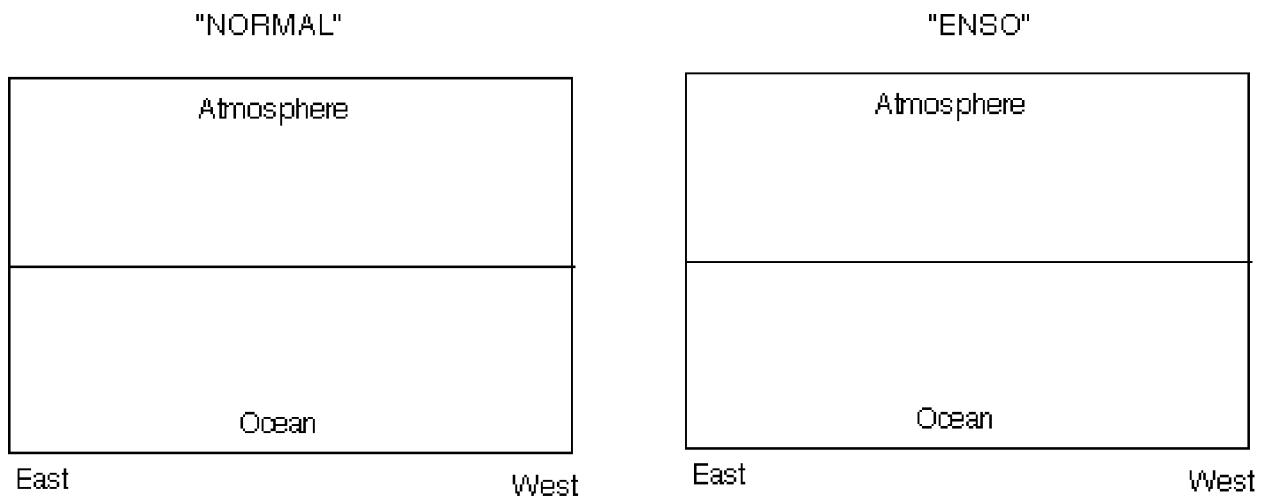 "NORMAL"
"ENSO"
Atmosphere
Atmosphere
Ocean
Ocean
East
West
East
West